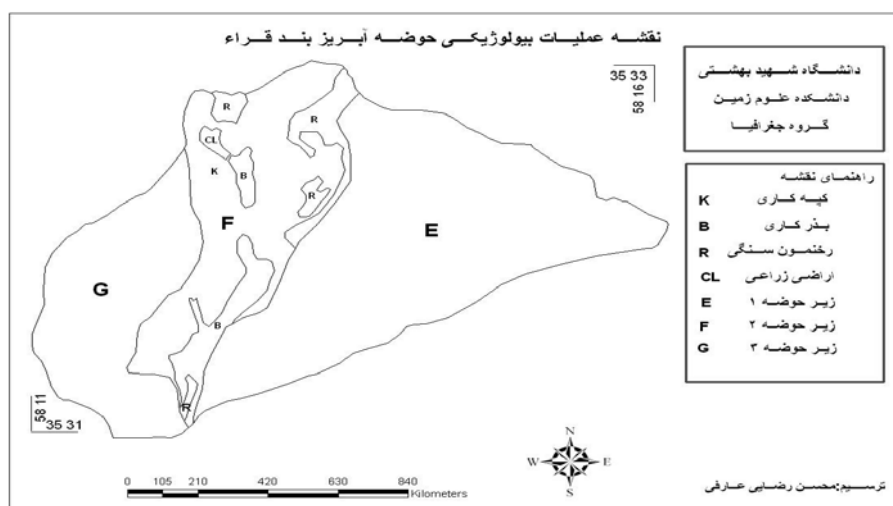 نقشه عملیات بیولوژیکی حوضه آبریز بند قراء
دانشگاه شهید بهشتی
دانشکده علوم زمین
گروه جغرافیا
35 33
58 16
راهنمای نقشه
K کپه کاری
B بذر کاری
R رخنمون سنگی
CL اراضی زراعی
E زیر حوضه ۱
F زیر حوضه ۲
G زیر حوضه ۳
R
R
CL
K
B
R
F
E
G
B
R
58 11
35 31
N
W E
S
0 105 210 420 630 840
Kilometers
ترسیم:محسن رضایی عارفی